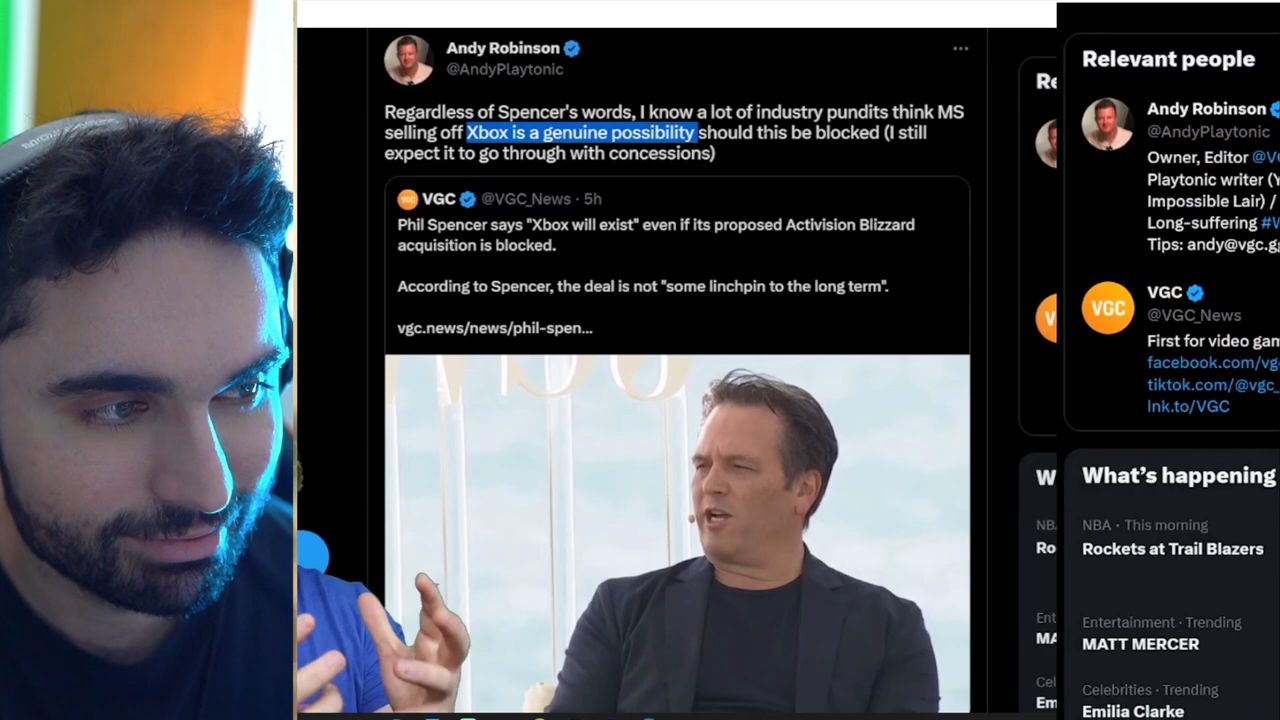 Andy Robinson
@AndyPlaytonic
Regardless of Spencer's words, I know a lot of industry pundits think MS
selling off Xbox is a genuine possibility should this be blocked (I still
expect it to go through with concessions)
VGC @VGC_News · 5h
Phil Spencer says "Xbox will exist" even if its proposed Activision Blizzard
acquisition is blocked.
According to Spencer, the deal is not "some linchpin to the long term".
vgc.news/news/phil-spen...
Re
W
NB
Ro
Ent
MA
Cel
Em
Relevant people
Andy Robinson
@AndyPlaytonic
Owner, Editor @V
Playtonic writer (Y
Impossible Lair) /
Long-suffering #
Tips: andy@vgc.g
VGC
VGC
@VGC_News
First for video gam
facebook.com/vg
tiktok.com/@vgc_
lnk.to/VGC
What's happening
NBA · This morning
Rockets at Trail Blazers
Entertainment · Trending
MATT MERCER
Celebrities · Trending
Emilia Clarke